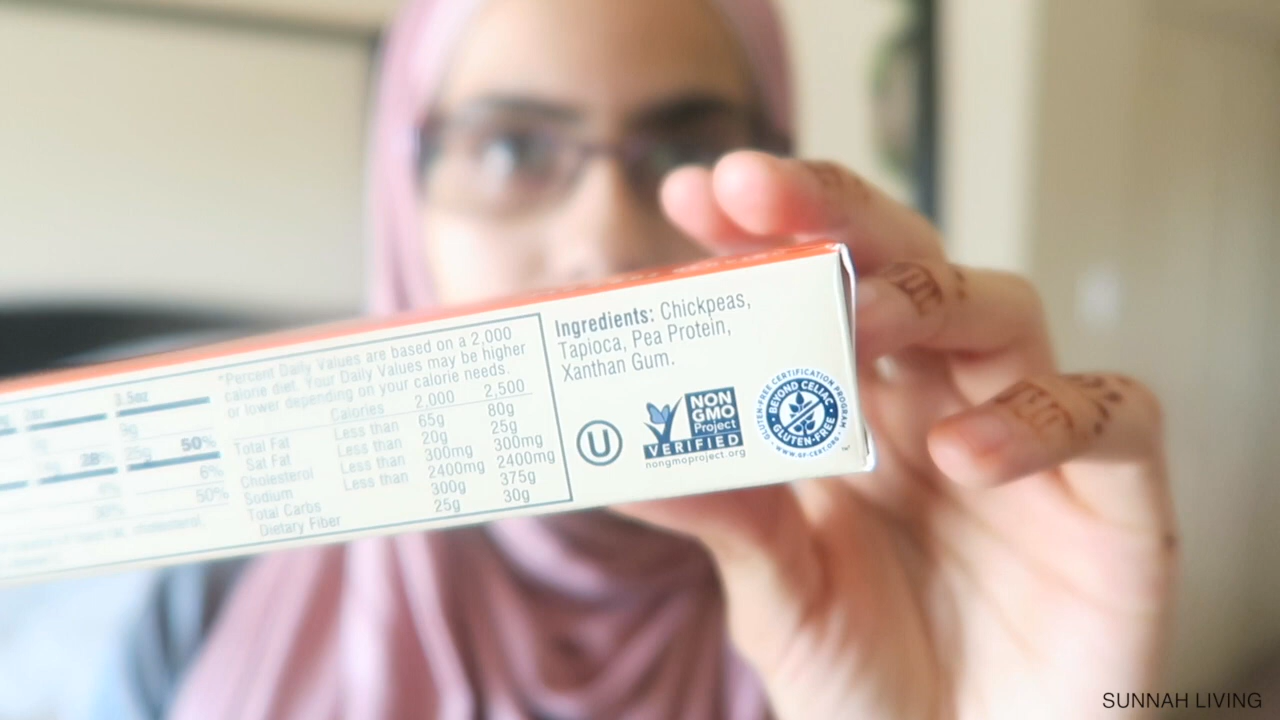 3.5oz
50%
6%
50%
*Percent Daily Values are based on a 2,000
calorie diet. Your Daily Values may be higher
or lower depending on your calorie needs.
Calories 2,000 2,500
Total Fat Less than 65g 80g
Sat Fat Less than 20g 25g
Cholesterol Less than 300mg 300mg
Sodium Less than 2400mg 2400mg
Total Carbs 300g 375g
Dietary Fiber 25g 30g
Ingredients: Chickpeas,
Tapioca, Pea Protein,
Xanthan Gum.
U
NON
GMO
Project
VERIFIED
nongmoproject.org
GLUTEN-FREE CERTIFICATION PROGRAM
BEYOND CELIAC
GLUTEN-FREE
WWW.GF-CERT.ORG
TM
SUNNAH LIVING